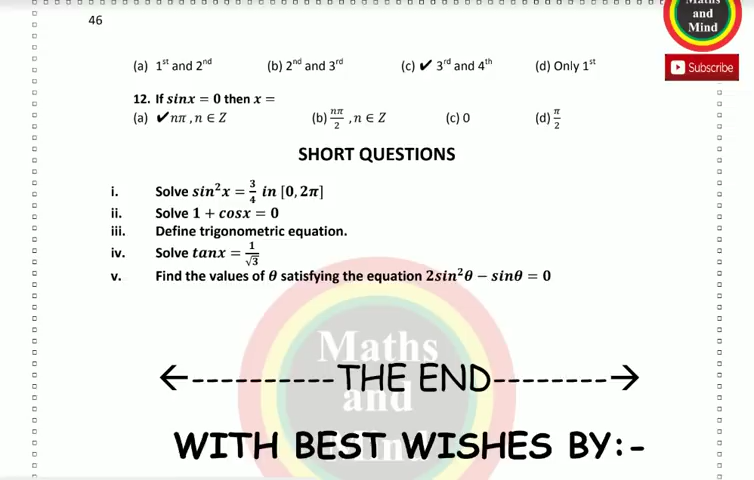 Maths
and
Mind
Subscribe
46
(a) 1st and 2nd (b) 2nd and 3rd (c) ✔ 3rd and 4th (d) Only 1st
12. If sinx = 0 then x =
(a) ✔nπ , n ∈ Z (b) nπ/2 , n ∈ Z (c) 0 (d) π/2
SHORT QUESTIONS
i. Solve sin²x = 3/4 in [0, 2π]
ii. Solve 1 + cosx = 0
iii. Define trigonometric equation.
iv. Solve tanx = 1/√3
v. Find the values of θ satisfying the equation 2sin²θ − sinθ = 0
Maths
←----------THE END--------→
and
WITH BEST WISHES BY:-
Mind